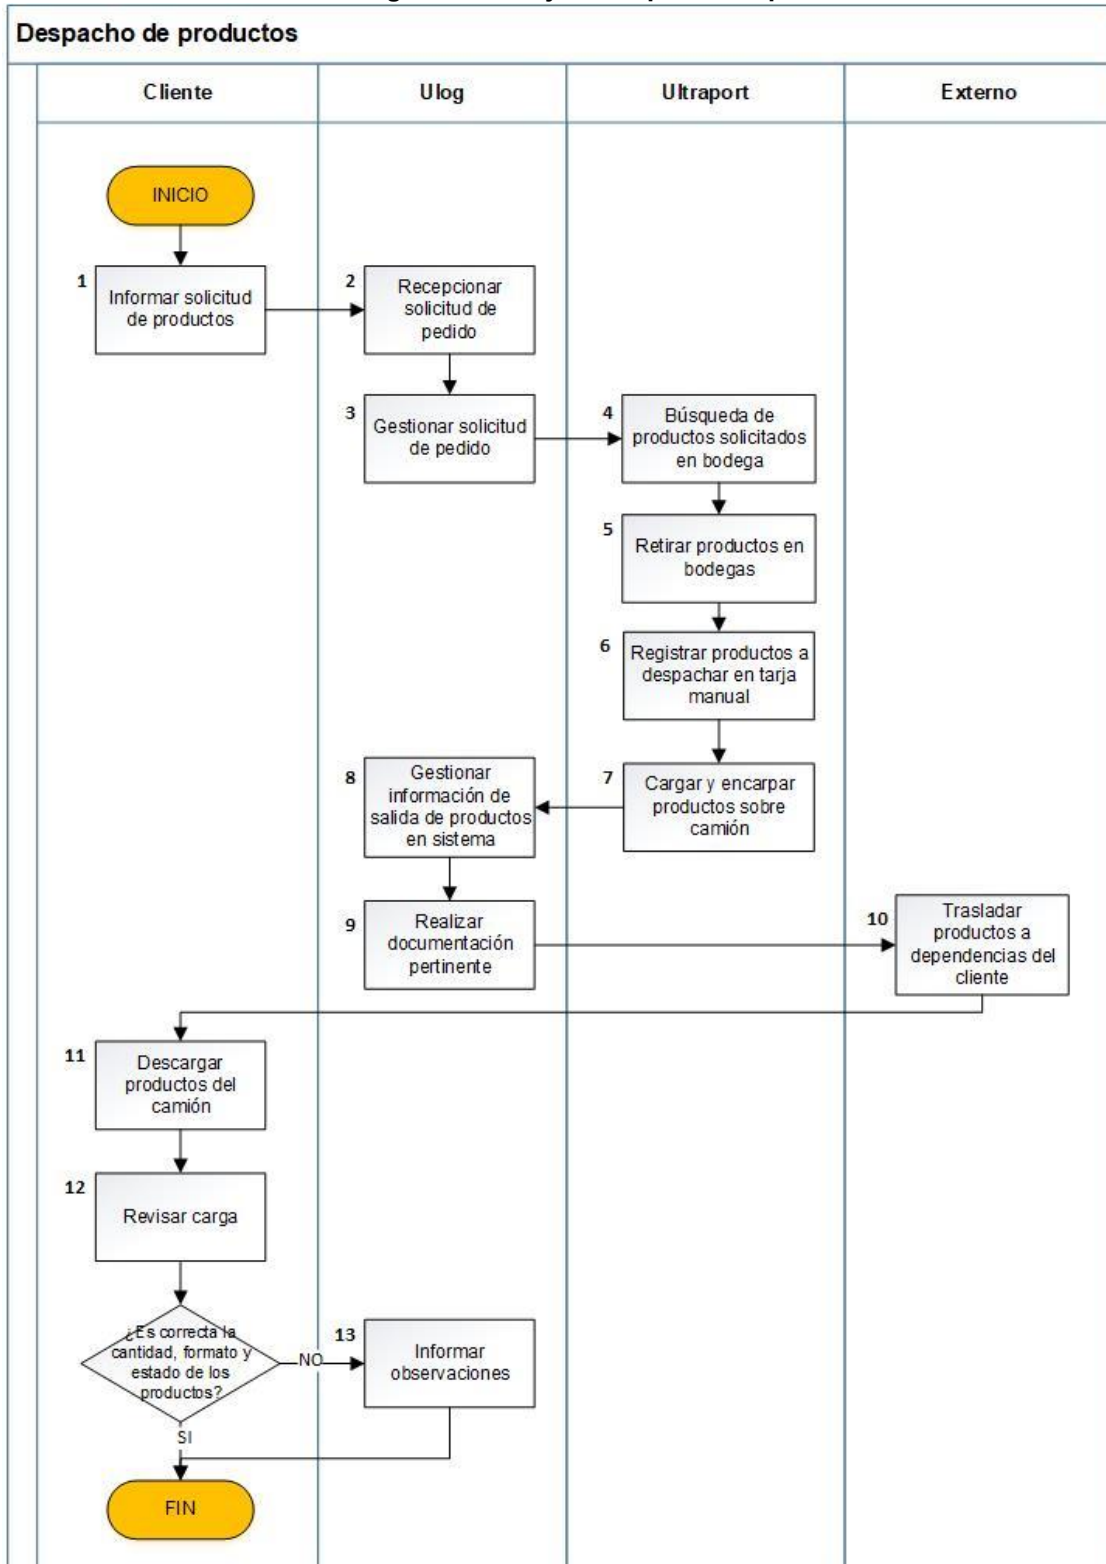 Despacho de productos
Cliente
Ulog
Ultraport
Externo
INICIO
1
Informar solicitud
de productos
2
Recepcionar
solicitud de
pedido
3
Gestionar solicitud
de pedido
4
Búsqueda de
productos solicitados
en bodega
5
Retirar productos en
bodegas
6
Registrar productos a
despachar en tarja
manual
7
Cargar y encarpar
productos sobre
camión
8
Gestionar
información de
salida de productos
en sistema
9
Realizar
documentación
pertinente
10
Trasladar
productos a
dependencias del
cliente
11
Descargar
productos del
camión
12
Revisar carga
¿Es correcta la
cantidad, formato y
estado de los
productos?
NO
13
Informar
observaciones
SI
FIN